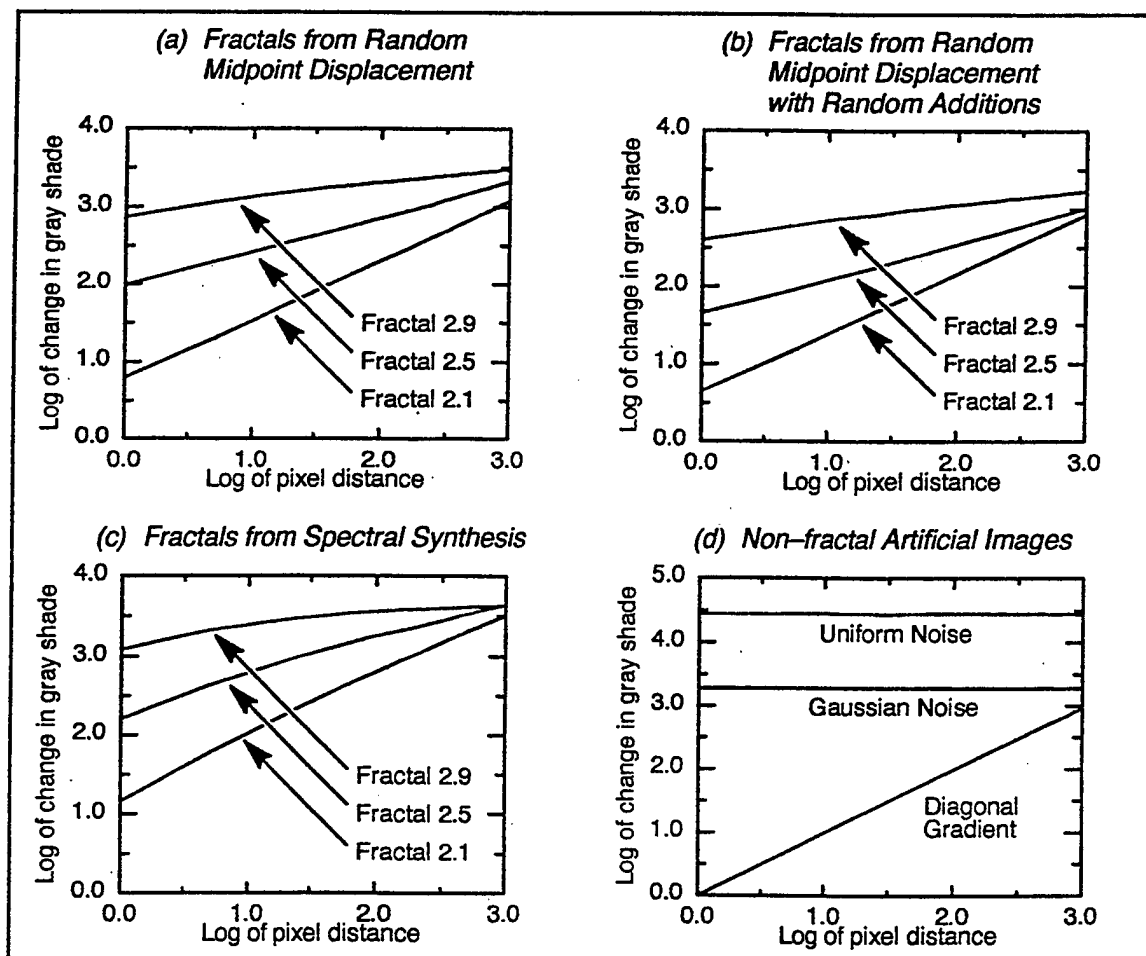 (a) Fractals from Random
Midpoint Displacement
Log of change in gray shade
4.0
3.0
2.0
1.0
0.0
Fractal 2.9
Fractal 2.5
Fractal 2.1
0.0 1.0 2.0 3.0
Log of pixel distance
(b) Fractals from Random
Midpoint Displacement
with Random Additions
Log of change in gray shade
4.0
3.0
2.0
1.0
0.0
Fractal 2.9
Fractal 2.5
Fractal 2.1
0.0 1.0 2.0 3.0
Log of pixel distance
(c) Fractals from Spectral Synthesis
Log of change in gray shade
4.0
3.0
2.0
1.0
0.0
Fractal 2.9
Fractal 2.5
Fractal 2.1
0.0 1.0 2.0 3.0
Log of pixel distance
(d) Non–fractal Artificial Images
Log of change in gray shade
5.0
4.0
3.0
2.0
1.0
0.0
Uniform Noise
Gaussian Noise
Diagonal
Gradient
0.0 1.0 2.0 3.0
Log of pixel distance